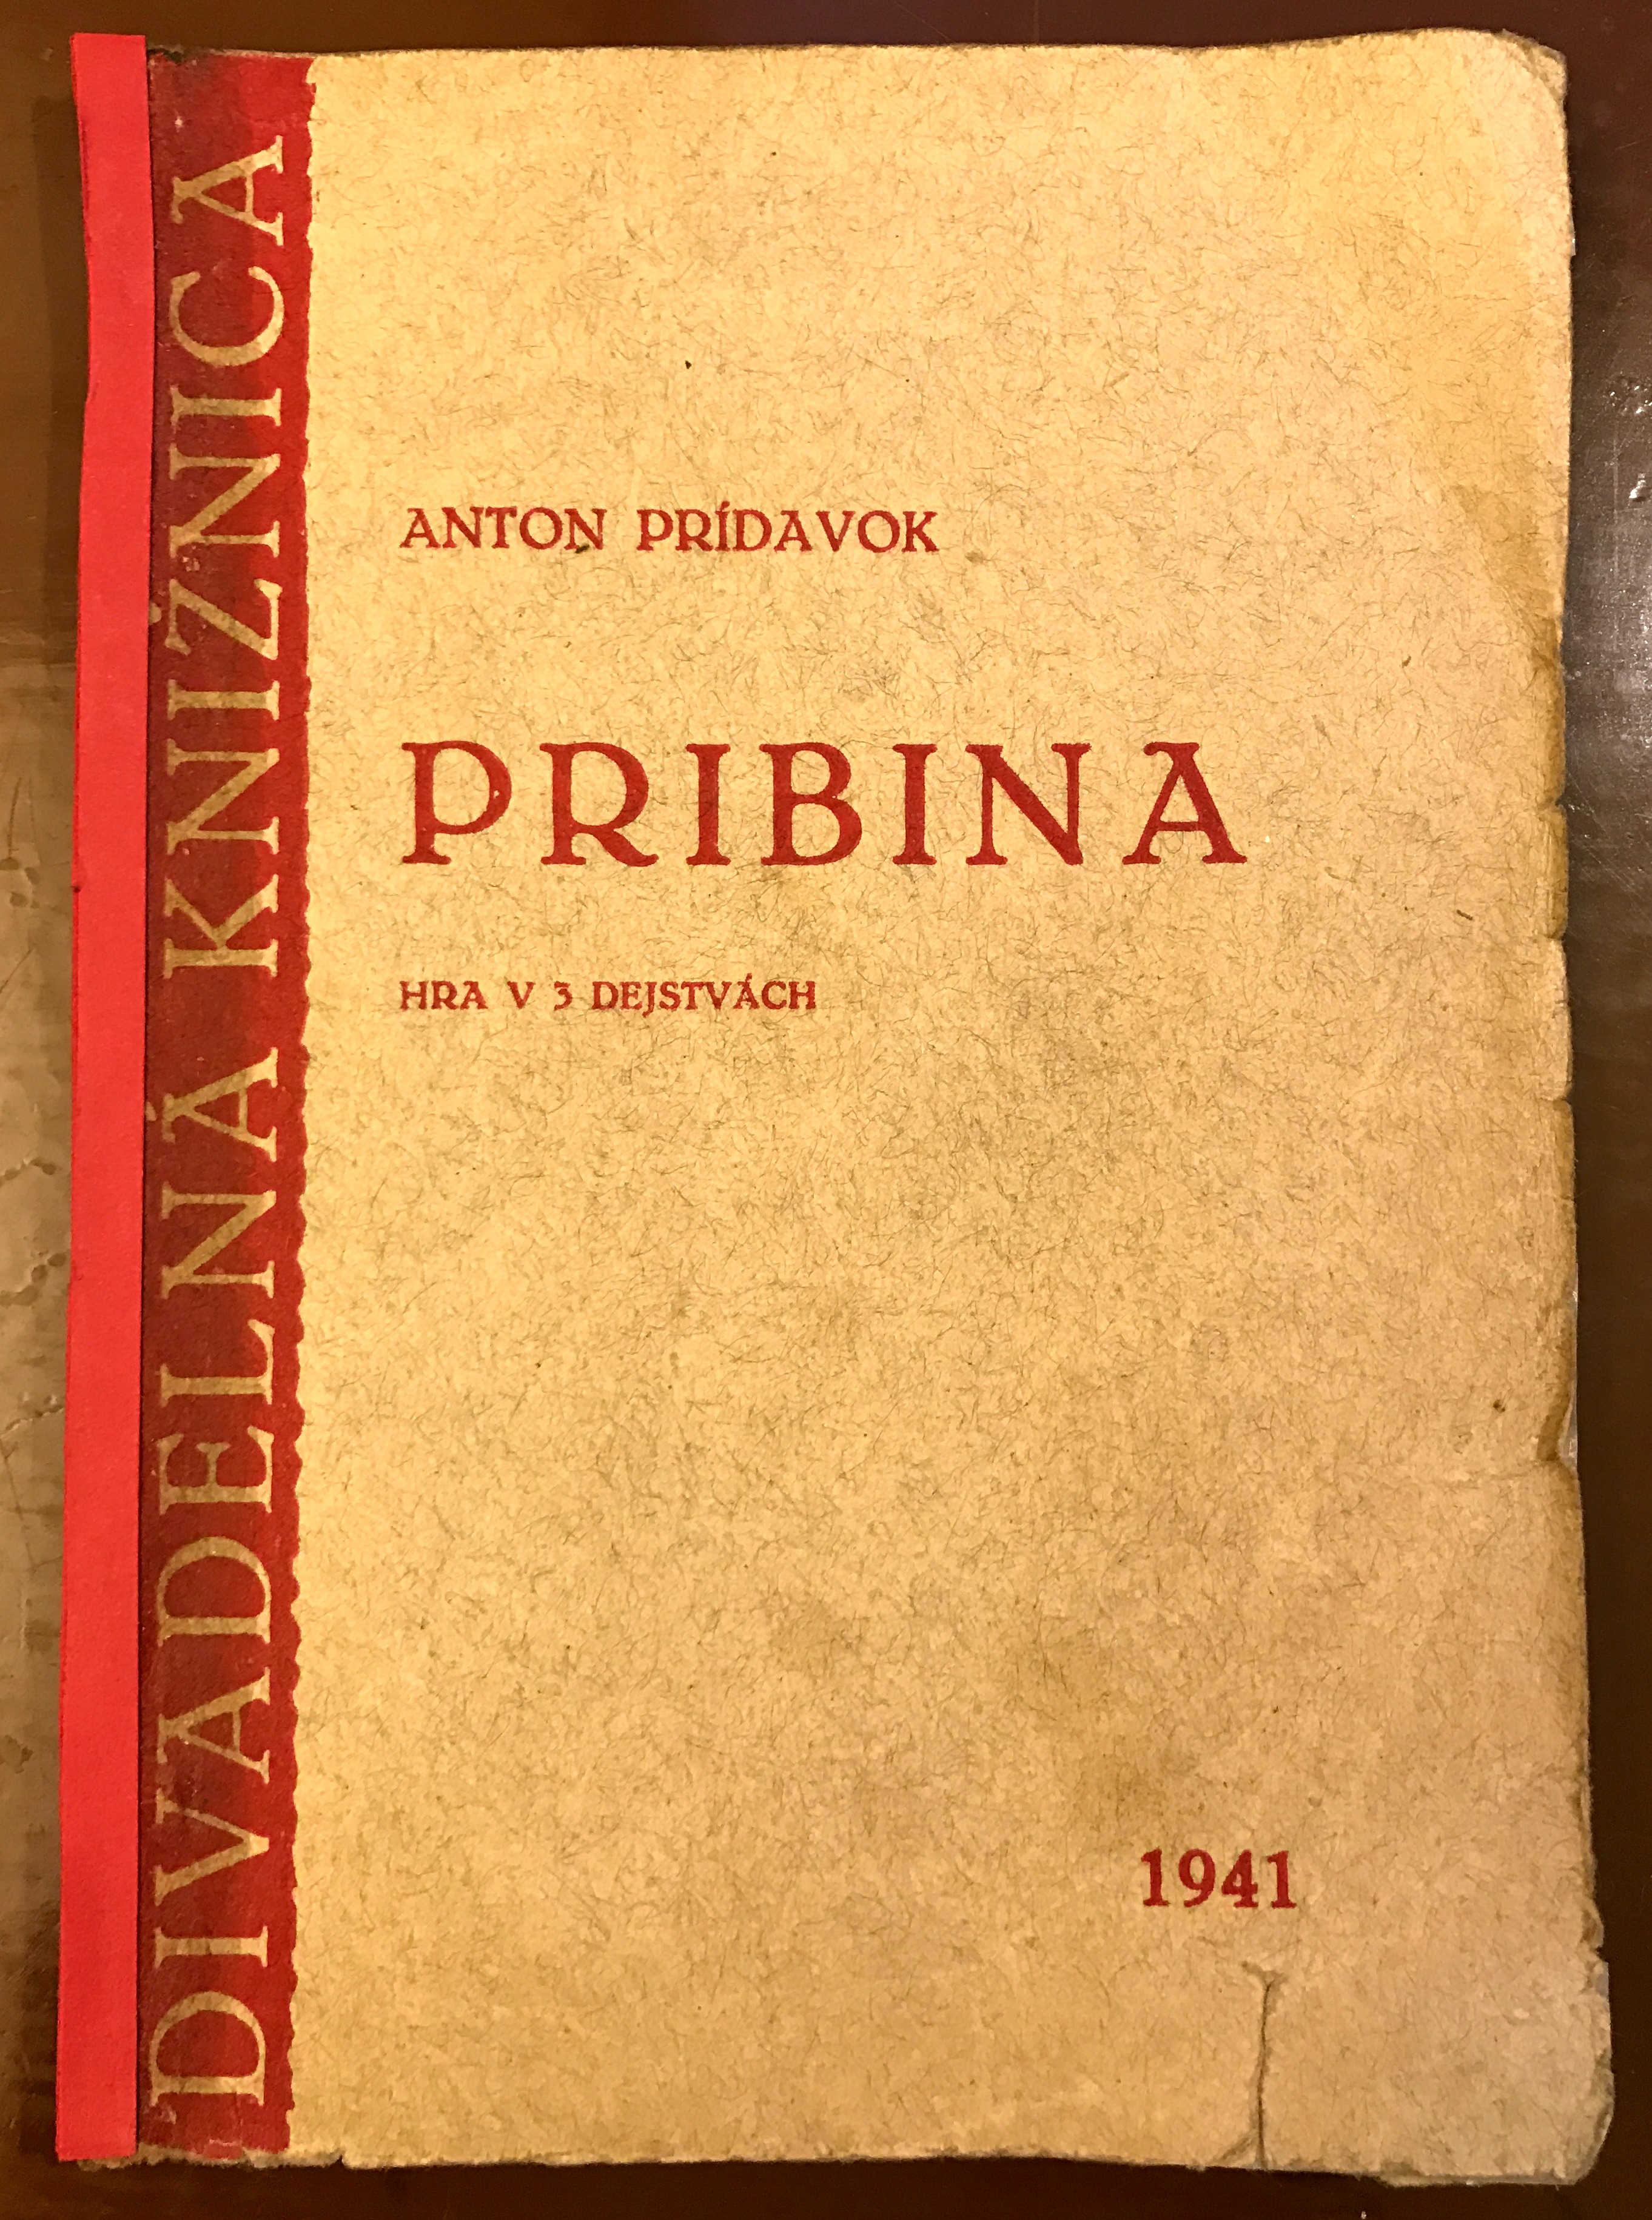 DIVADELNÁ KNIŽNICA
ANTON PRÍDAVOK
PRIBINA
HRA V 3 DEJSTVÁCH
1941